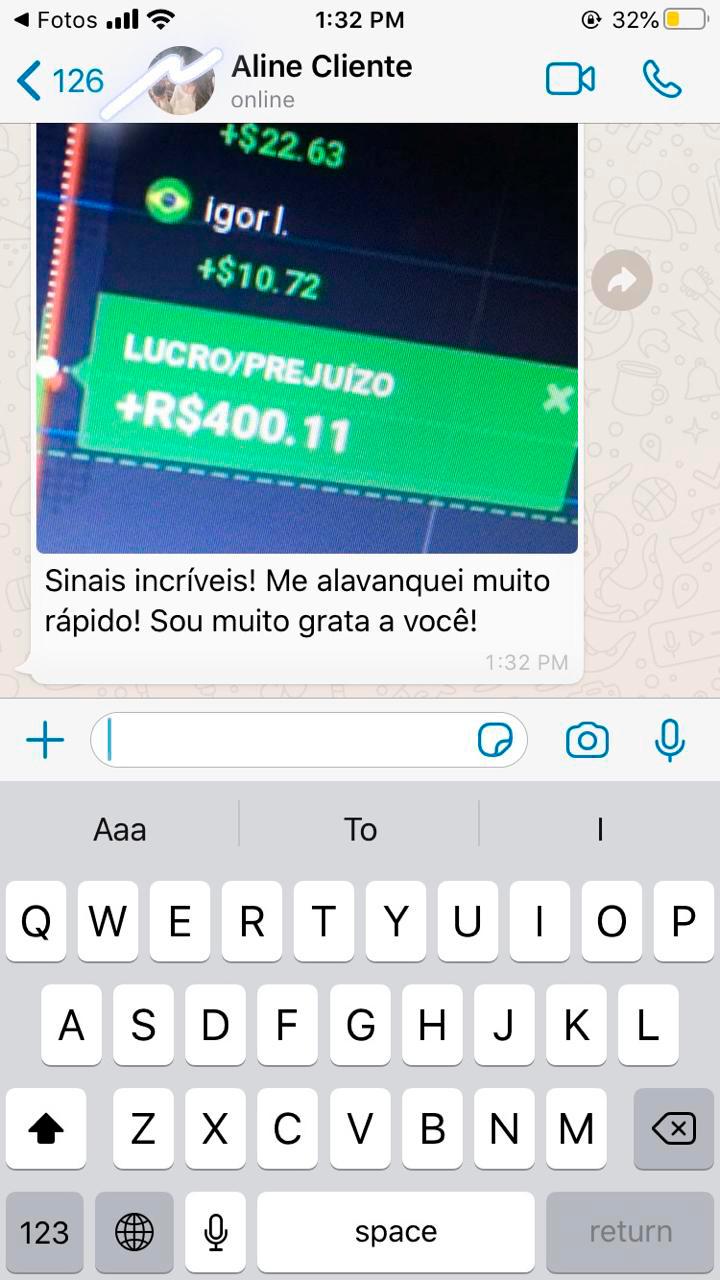 Fotos
1:32 PM
32%
126
Aline Cliente
online
+$22.63
igor l.
+$10.72
LUCRO/PREJUÍZO
+R$400.11
Sinais incríveis! Me alavanquei muito
rápido! Sou muito grata a você!
1:32 PM
Aaa To I
Q W E R T Y U I O P
A S D F G H J K L
Z X C V B N M
123 space return